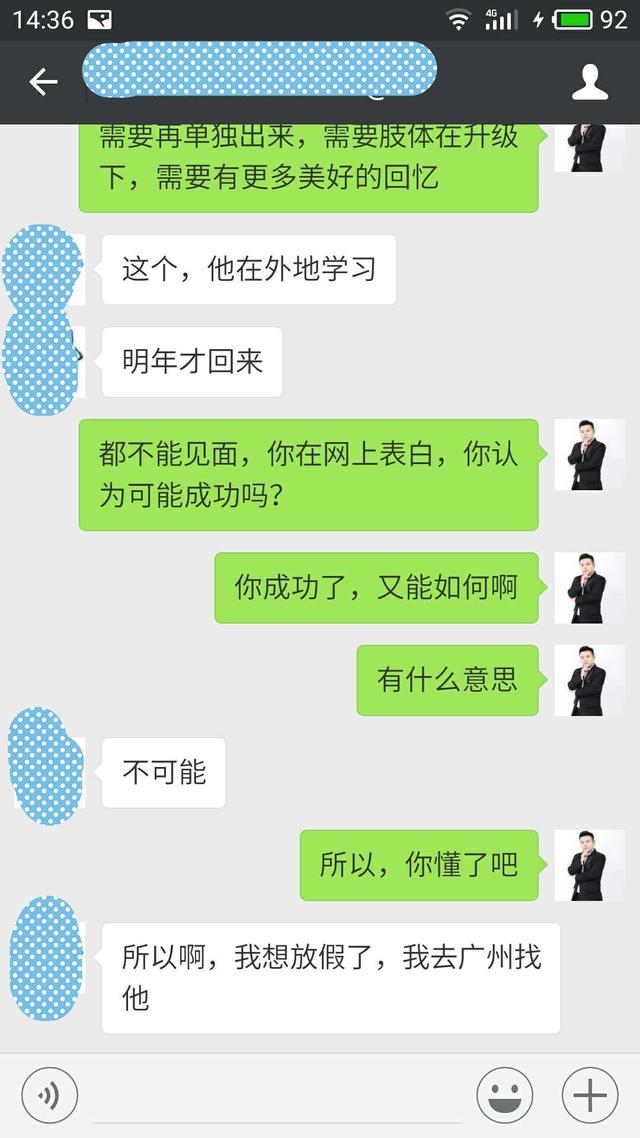 14:36
4G
92
需要再单独出来，需要肢体在升级
下，需要有更多美好的回忆
这个，他在外地学习
明年才回来
都不能见面，你在网上表白，你认
为可能成功吗？
你成功了，又能如何啊
有什么意思
不可能
所以，你懂了吧
所以啊，我想放假了，我去广州找
他